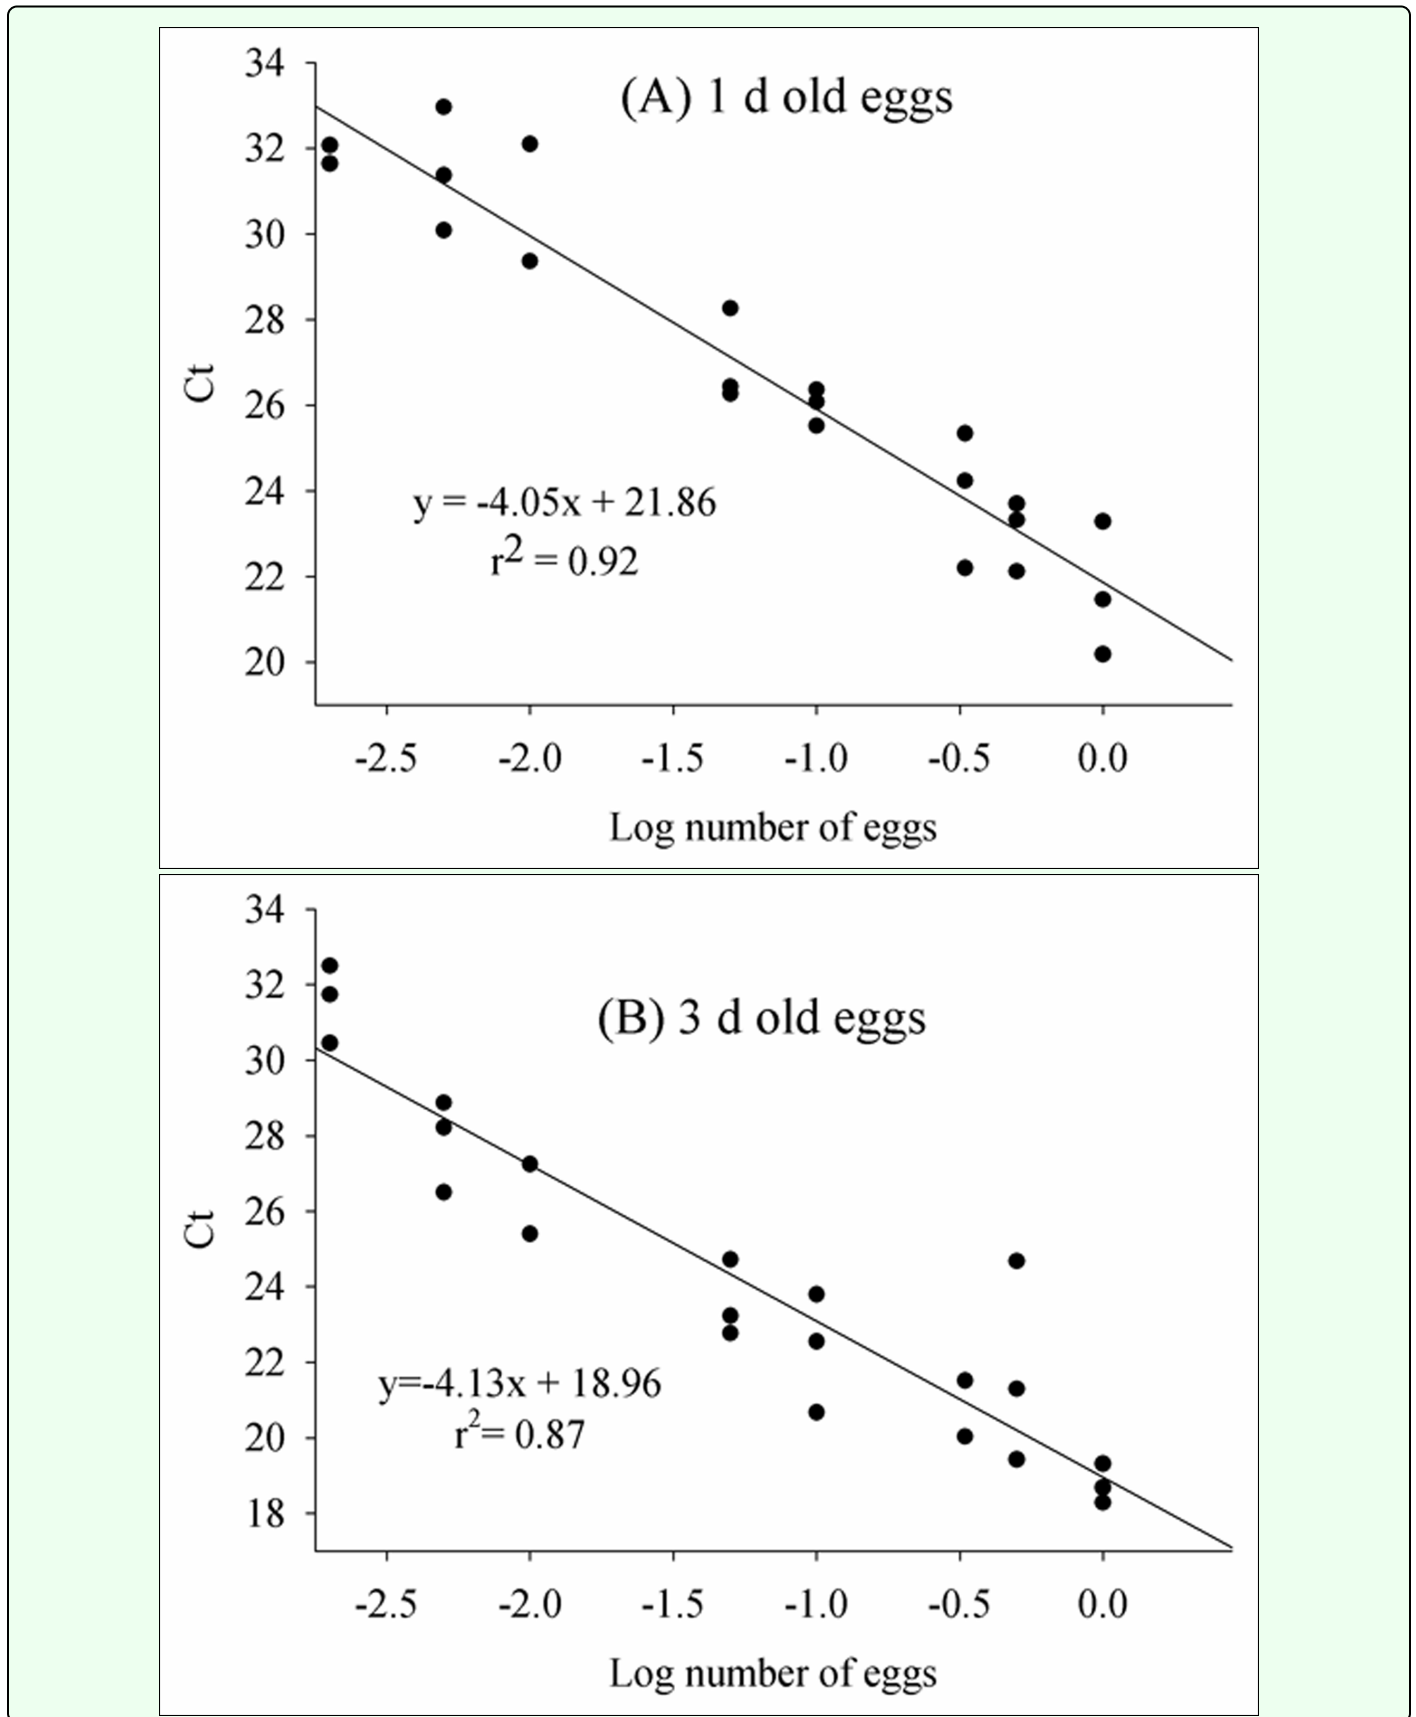 (A) 1 d old eggs
34
32
30
28
26
24
22
20
Ct
y = -4.05x + 21.86
r2 = 0.92
-2.5 -2.0 -1.5 -1.0 -0.5 0.0
Log number of eggs
(B) 3 d old eggs
34
32
30
28
26
24
22
20
18
Ct
y=-4.13x + 18.96
r2= 0.87
-2.5 -2.0 -1.5 -1.0 -0.5 0.0
Log number of eggs